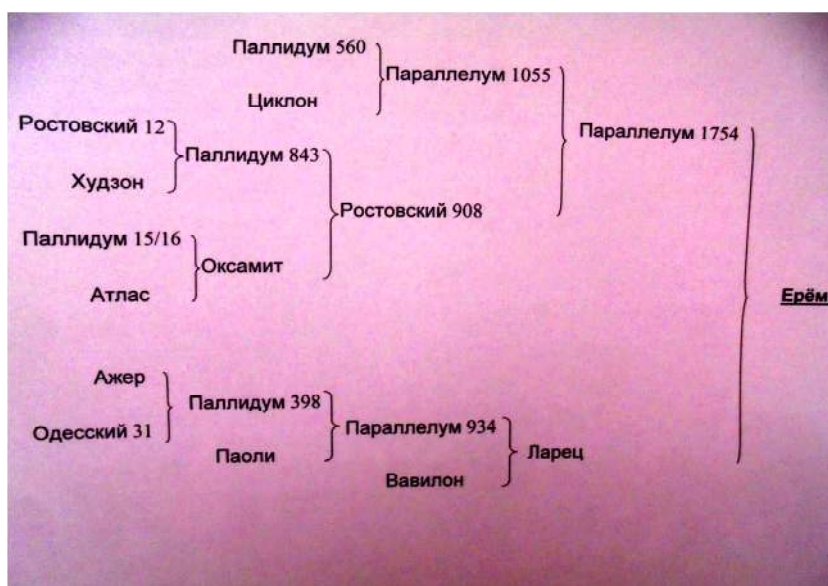 Паллидум 560
Параллелум 1055
Циклон
Ростовский 12
Параллелум 1754
Паллидум 843
Худзон
Ростовский 908
Паллидум 15/16
Оксамит
Атлас
Ерём
Ажер
Паллидум 398
Одесский 31
Параллелум 934
Паоли
Ларец
Вавилон